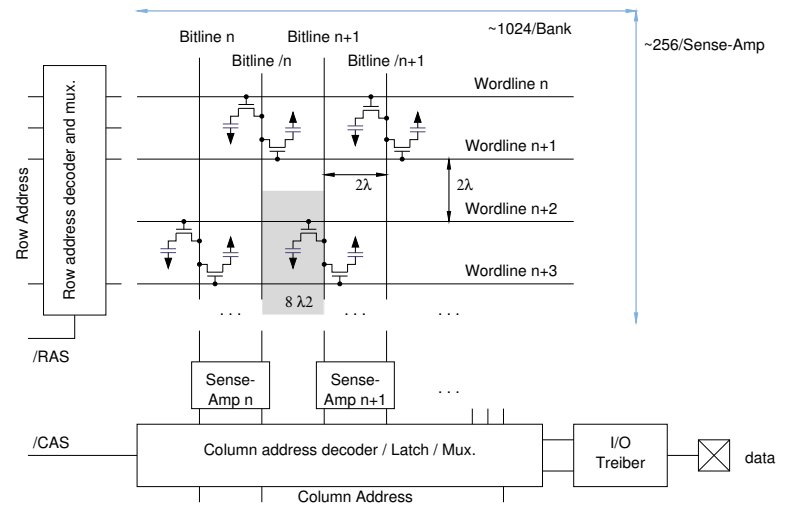 Bitline n
Bitline n+1
~1024/Bank
~256/Sense-Amp
Bitline /n
Bitline /n+1
Wordline n
Row Address
Row address decoder and mux.
Wordline n+1
2λ
2λ
Wordline n+2
Wordline n+3
8 λ2
. . .
. . .
. . .
/RAS
Sense-
Amp n
Sense-
Amp n+1
. . .
/CAS
Column address decoder / Latch / Mux.
I/O
Treiber
data
Column Address